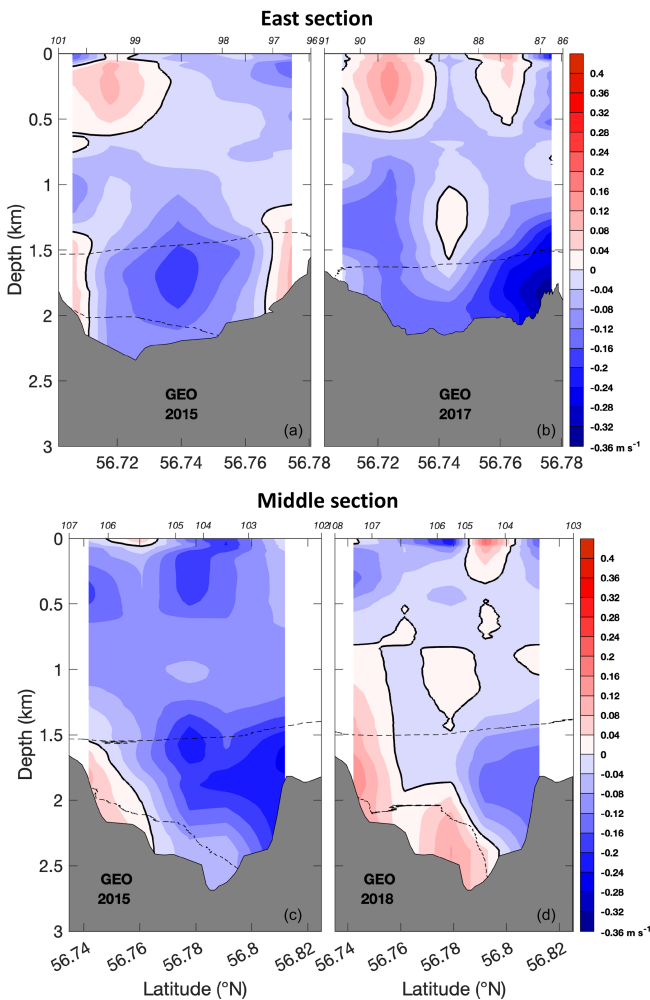 East section
101 99 98 97 96
91 90 89 88 87 86
0
0.5
1
1.5
2
2.5
3
Depth (km)
GEO
2015
(a)
GEO
2017
(b)
56.72 56.74 56.76 56.78
56.72 56.74 56.76 56.78
0.4
0.36
0.32
0.28
0.24
0.20
0.16
0.12
0.08
0.04
0
-0.04
-0.08
-0.12
-0.16
-0.20
-0.24
-0.28
-0.32
-0.36 m s-1
Middle section
107 106 104 104 103 102
108 107 106 105 104 103
0
0.5
1
1.5
2
2.5
3
Depth (km)
GEO
2015
(c)
GEO
2018
(d)
56.74 56.76 56.78 56.8 56.82
56.74 56.76 56.78 56.8 56.82
Latitude (°N) Latitude (°N)
0.4
0.36
0.32
0.28
0.24
0.20
0.16
0.12
0.08
0.04
0
-0.04
-0.08
-0.12
-0.16
-0.20
-0.24
-0.28
-0.32
-0.36 m s-1